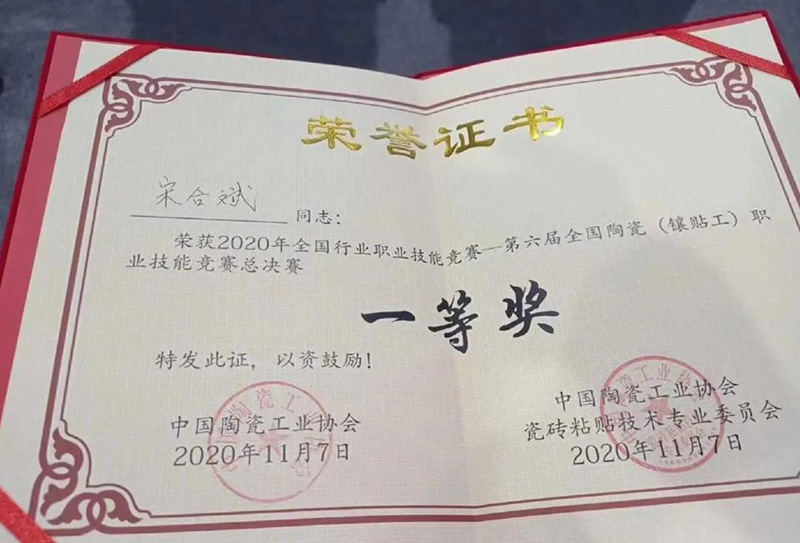 荣誉证书
宋合斌
同志：
荣获2020年全国行业职业技能竞赛—第六届全国陶瓷（镶贴工）职
业技能竞赛总决赛
一等奖
特发此证，以资鼓励！
中国陶瓷工业协会
2020年11月7日
中国陶瓷工业协会
瓷砖粘贴技术专业委员会
2020年11月7日